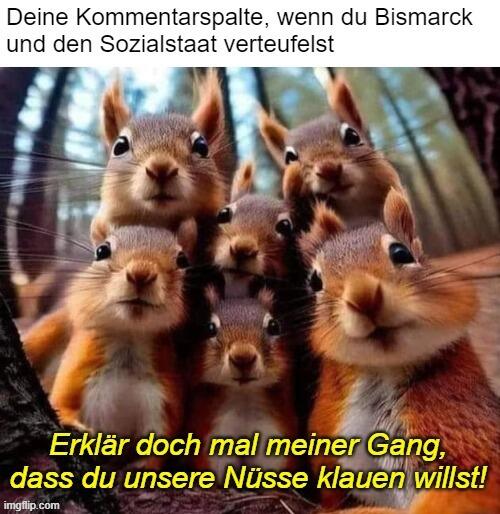 Deine Kommentarspalte, wenn du Bismarck
und den Sozialstaat verteufelst
Erklär doch mal meiner Gang,
dass du unsere Nüsse klauen willst!
imgflip.com